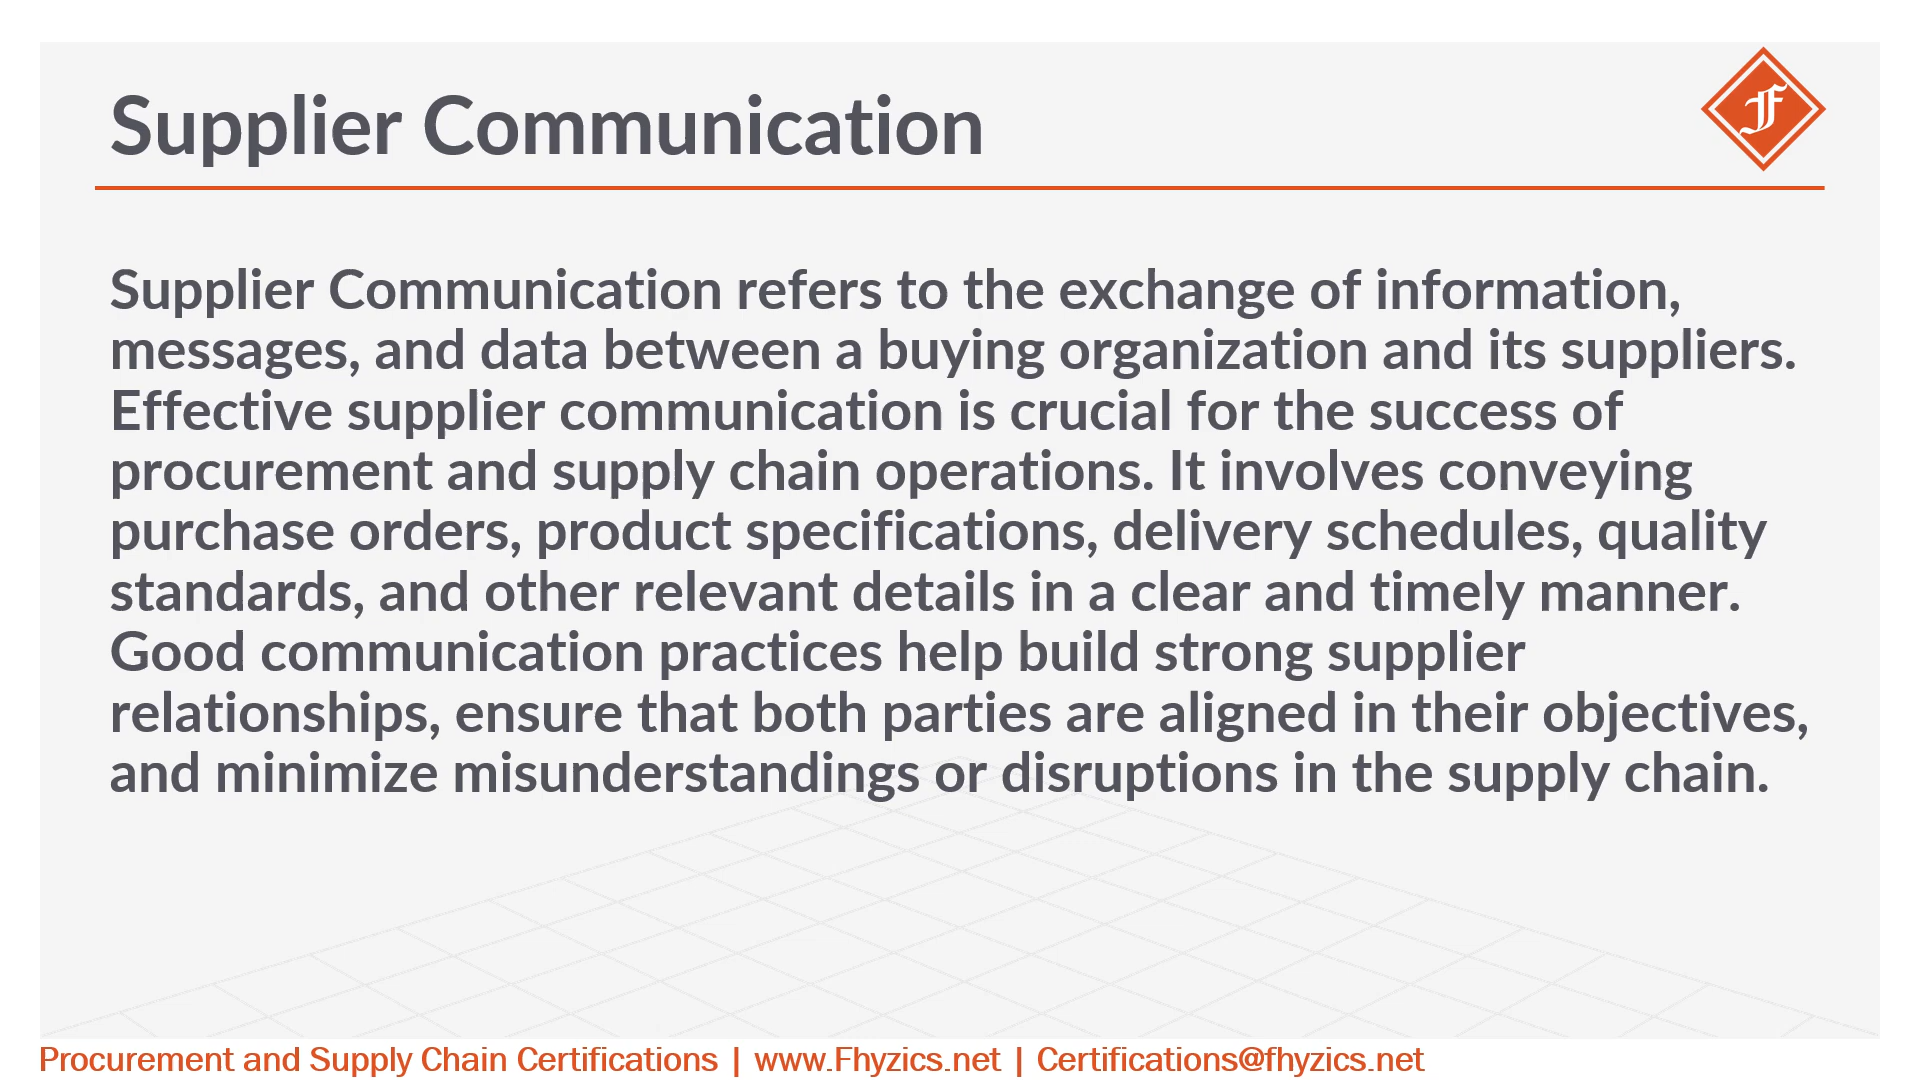 Supplier Communication
Supplier Communication refers to the exchange of information,
messages, and data between a buying organization and its suppliers.
Effective supplier communication is crucial for the success of
procurement and supply chain operations. It involves conveying
purchase orders, product specifications, delivery schedules, quality
standards, and other relevant details in a clear and timely manner.
Good communication practices help build strong supplier
relationships, ensure that both parties are aligned in their objectives,
and minimize misunderstandings or disruptions in the supply chain.
Procurement and Supply Chain Certifications | www.Fhyzics.net | Certifications@fhyzics.net